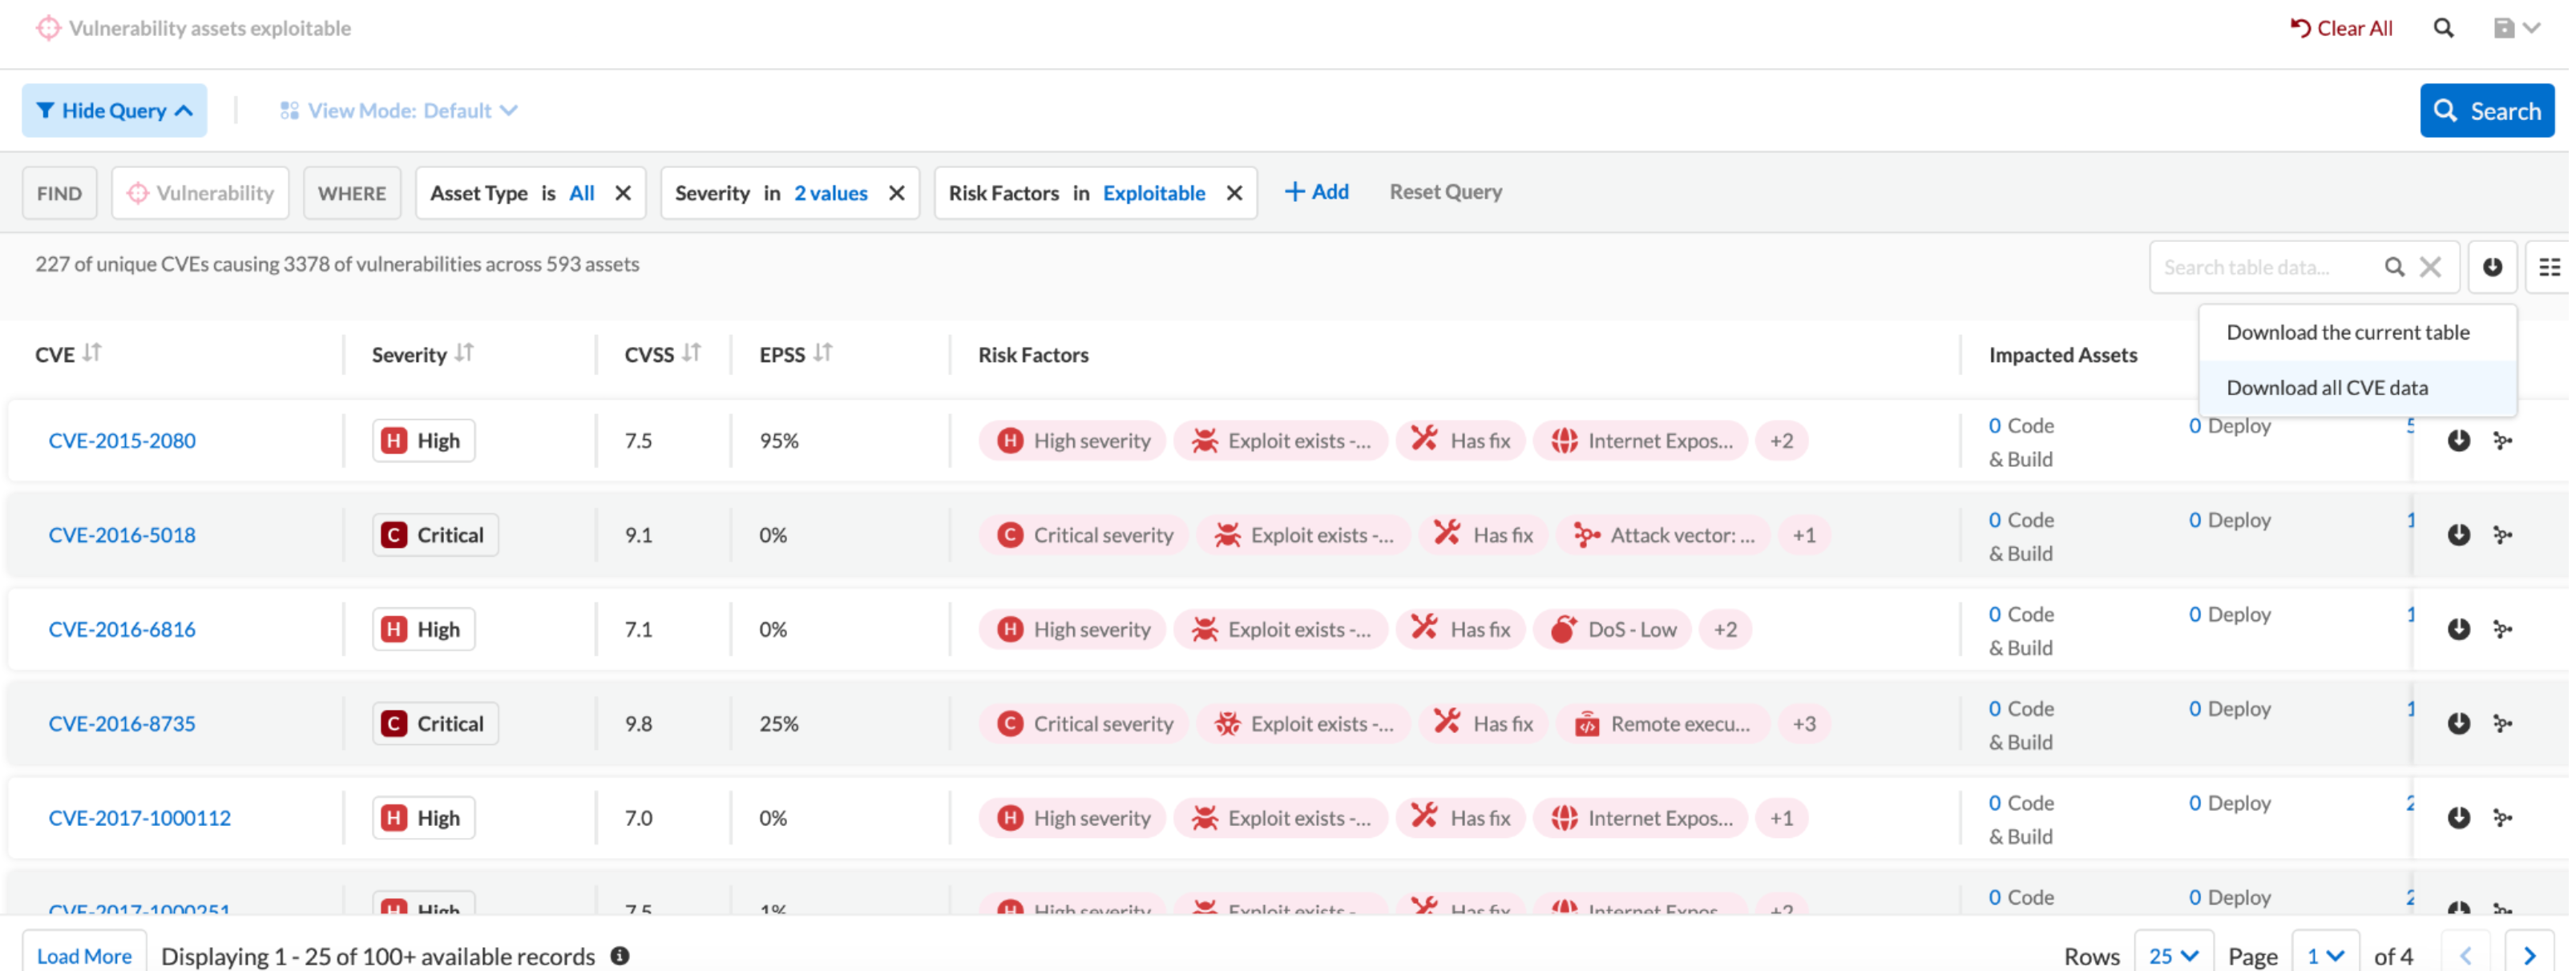 Vulnerability assets exploitable
Clear All
Hide Query
View Mode: Default
Search
FIND Vulnerability WHERE Asset Type is All Severity in 2 values Risk Factors in Exploitable + Add Reset Query
227 of unique CVEs causing 3378 of vulnerabilities across 593 assets
Search table data...
Download the current table
Download all CVE data
CVE Severity CVSS EPSS Risk Factors Impacted Assets
CVE-2015-2080 H High 7.5 95% H High severity Exploit exists -... Has fix Internet Expos... +2 0 Code & Build 0 Deploy 5
CVE-2016-5018 C Critical 9.1 0% C Critical severity Exploit exists -... Has fix Attack vector: ... +1 0 Code & Build 0 Deploy 1
CVE-2016-6816 H High 7.1 0% H High severity Exploit exists -... Has fix DoS - Low +2 0 Code & Build 0 Deploy 1
CVE-2016-8735 C Critical 9.8 25% C Critical severity Exploit exists -... Has fix Remote execu... +3 0 Code & Build 0 Deploy 1
CVE-2017-1000112 H High 7.0 0% H High severity Exploit exists -... Has fix Internet Expos... +1 0 Code & Build 0 Deploy 2
CVE-2017-1000251 H High 7.5 1% H High severity Exploit exists - Has fix Internet Expos +2 0 Code 0 Deploy 2
Load More Displaying 1 - 25 of 100+ available records Rows 25 Page 1 of 4